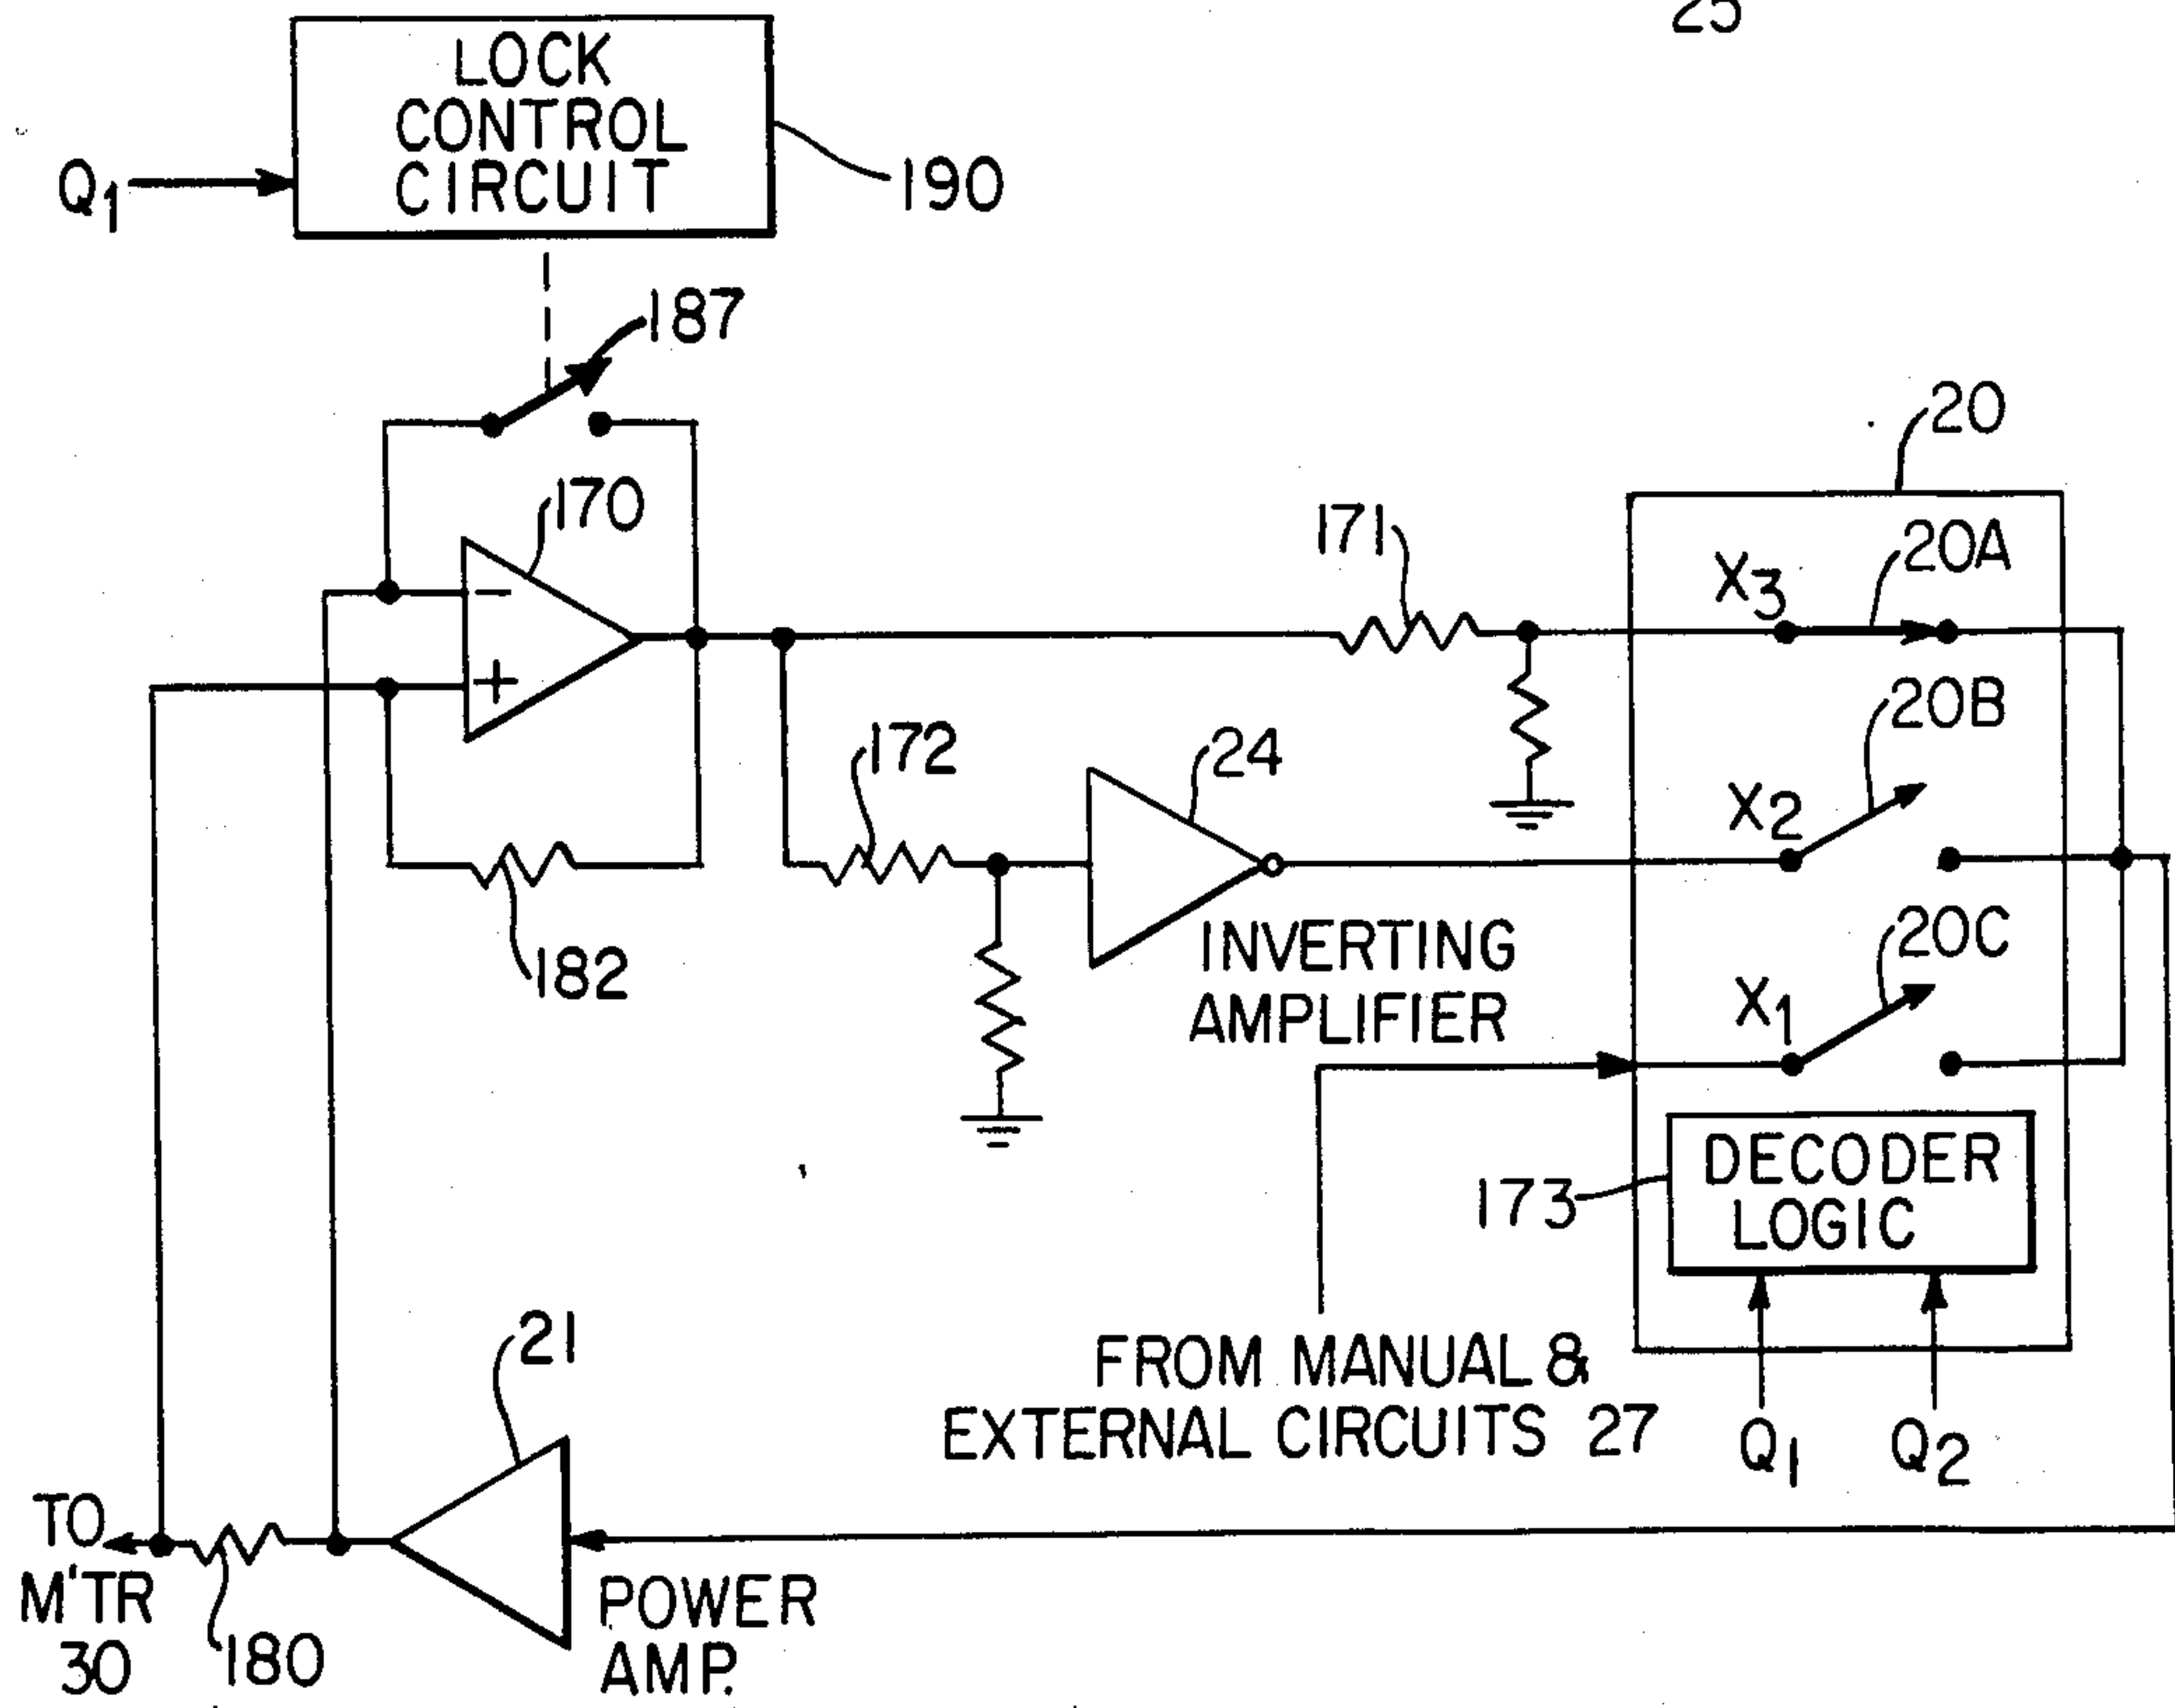 25
LOCK
CONTROL
CIRCUIT
Q1
190
187
20
170
171
X3
20A
−
+
172
24
20B
X2
182
INVERTING
AMPLIFIER
20C
X1
DECODER
LOGIC
173
21
FROM MANUAL &
EXTERNAL CIRCUITS 27
Q1
Q2
TO
M'TR
30
180
POWER
AMP.